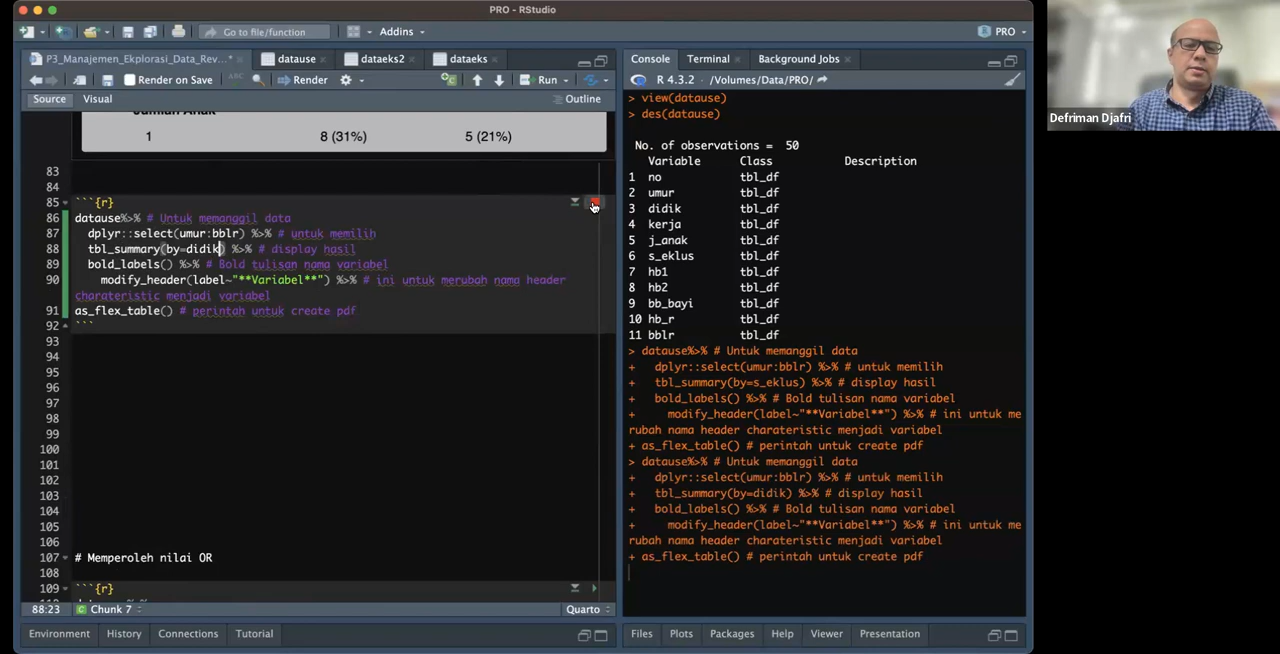 PRO - RStudio
Go to file/function
Addins
PRO
P3_Manajemen_Ekplorasi_Data_Rev...*
datause
dataeks2
dataeks
Render on Save
ABC
Render
Run
Source
Visual
Outline
1
8 (31%)
5 (21%)
83
84
85 ```{r}
86 datause%>% # Untuk memanggil data
87 dplyr::select(umur:bblr) %>% # untuk memilih
88 tbl_summary(by=didik) %>% # display hasil
89 bold_labels() %>% # Bold tulisan nama variabel
90 modify_header(label~"**Variabel**") %>% # ini untuk merubah nama header
charateristic menjadi variabel
91 as_flex_table() # perintah untuk create pdf
92 ```
93
94
95
96
97
98
99
100
101
102
103
104
105
106
107 # Memperoleh nilai OR
108
109 ```{r}
88:23
Chunk 7
Quarto
Environment
History
Connections
Tutorial
Console
Terminal
Background Jobs
R 4.3.2 · /Volumes/Data/PRO/
> view(datause)
> des(datause)
No. of observations = 50
Variable Class Description
1 no tbl_df
2 umur tbl_df
3 didik tbl_df
4 kerja tbl_df
5 j_anak tbl_df
6 s_eklus tbl_df
7 hb1 tbl_df
8 hb2 tbl_df
9 bb_bayi tbl_df
10 hb_r tbl_df
11 bblr tbl_df
> datause%>% # Untuk memanggil data
+ dplyr::select(umur:bblr) %>% # untuk memilih
+ tbl_summary(by=s_eklus) %>% # display hasil
+ bold_labels() %>% # Bold tulisan nama variabel
+ modify_header(label~"**Variabel**") %>% # ini untuk me
rubah nama header charateristic menjadi variabel
+ as_flex_table() # perintah untuk create pdf
> datause%>% # Untuk memanggil data
+ dplyr::select(umur:bblr) %>% # untuk memilih
+ tbl_summary(by=didik) %>% # display hasil
+ bold_labels() %>% # Bold tulisan nama variabel
+ modify_header(label~"**Variabel**") %>% # ini untuk me
rubah nama header charateristic menjadi variabel
+ as_flex_table() # perintah untuk create pdf
Files
Plots
Packages
Help
Viewer
Presentation
Defriman Djafri